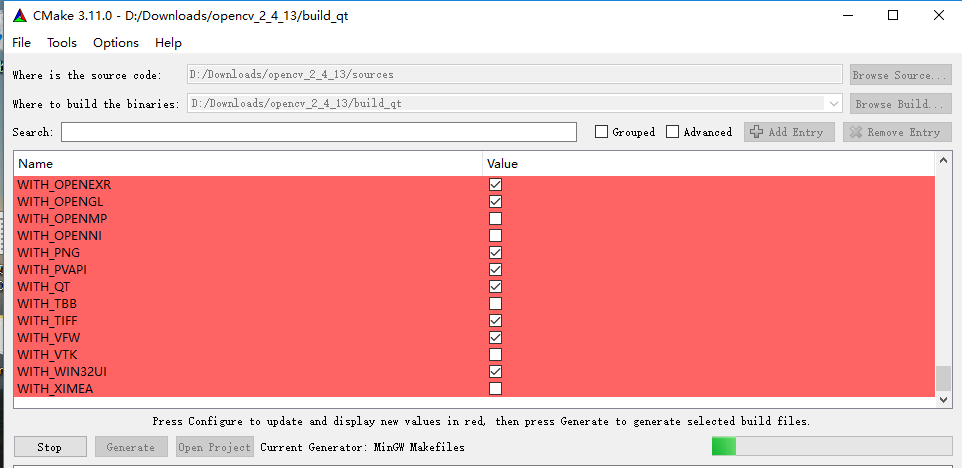 CMake 3.11.0 - D:/Downloads/opencv_2_4_13/build_qt
File Tools Options Help
Where is the source code: D:/Downloads/opencv_2_4_13/sources Browse Source...
Where to build the binaries: D:/Downloads/opencv_2_4_13/build_qt Browse Build...
Search: Grouped Advanced Add Entry Remove Entry
Name Value
WITH_OPENEXR
WITH_OPENGL
WITH_OPENMP
WITH_OPENNI
WITH_PNG
WITH_PVAPI
WITH_QT
WITH_TBB
WITH_TIFF
WITH_VFW
WITH_VTK
WITH_WIN32UI
WITH_XIMEA
Press Configure to update and display new values in red, then press Generate to generate selected build files.
Stop Generate Open Project Current Generator: MinGW Makefiles